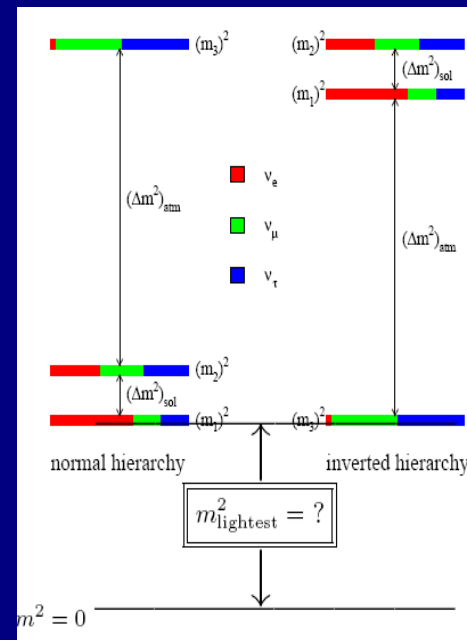 (m₃)² (m₂)²
(Δm²)sol
(m₁)²
νe
(Δm²)atm
νμ
(Δm²)atm
ντ
(m₂)²
(Δm²)sol
(m₁)² (m₃)²
normal hierarchy inverted hierarchy
m²lightest = ?
m² = 0